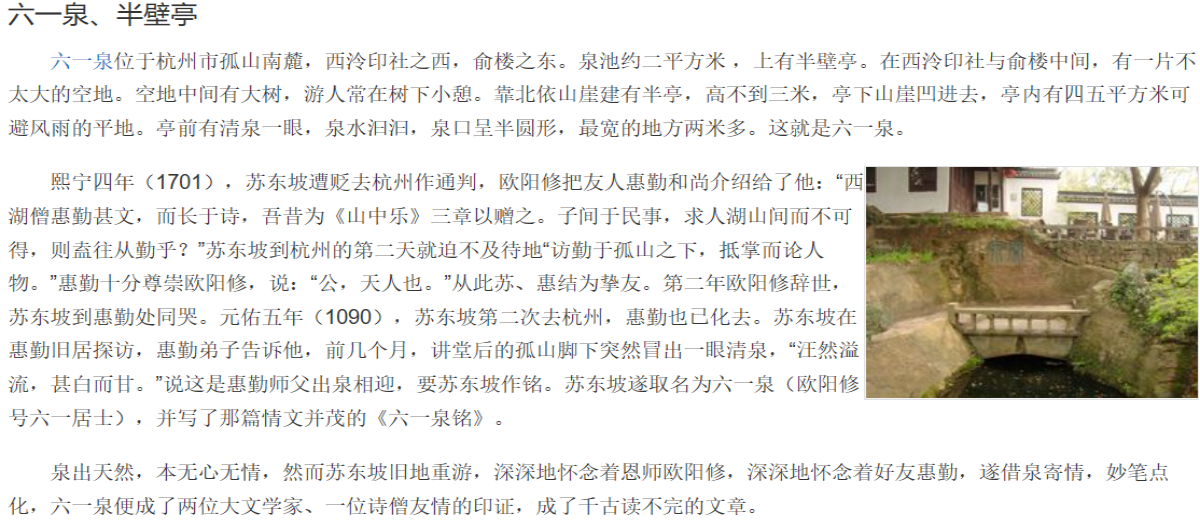 六一泉、半壁亭
六一泉位于杭州市孤山南麓，西泠印社之西，俞楼之东。泉池约二平方米 ，上有半壁亭。在西泠印社与俞楼中间，有一片不
太大的空地。空地中间有大树，游人常在树下小憩。靠北依山崖建有半亭，高不到三米，亭下山崖凹进去，亭内有四五平方米可
避风雨的平地。亭前有清泉一眼，泉水汩汩，泉口呈半圆形，最宽的地方两米多。这就是六一泉。
熙宁四年（1701），苏东坡遭贬去杭州作通判，欧阳修把友人惠勤和尚介绍给了他：“西
湖僧惠勤甚文，而长于诗，吾昔为《山中乐》三章以赠之。子间于民事，求人湖山间而不可
得，则盍往从勤乎？”苏东坡到杭州的第二天就迫不及待地“访勤于孤山之下，抵掌而论人
物。”惠勤十分尊崇欧阳修，说：“公，天人也。”从此苏、惠结为挚友。第二年欧阳修辞世，
苏东坡到惠勤处同哭。元佑五年（1090），苏东坡第二次去杭州，惠勤也已化去。苏东坡在
惠勤旧居探访，惠勤弟子告诉他，前几个月，讲堂后的孤山脚下突然冒出一眼清泉，“汪然溢
流，甚白而甘。”说这是惠勤师父出泉相迎，要苏东坡作铭。苏东坡遂取名为六一泉（欧阳修
号六一居士），并写了那篇情文并茂的《六一泉铭》。
泉出天然，本无心无情，然而苏东坡旧地重游，深深地怀念着恩师欧阳修，深深地怀念着好友惠勤，遂借泉寄情，妙笔点
化，六一泉便成了两位大文学家、一位诗僧友情的印证，成了千古读不完的文章。